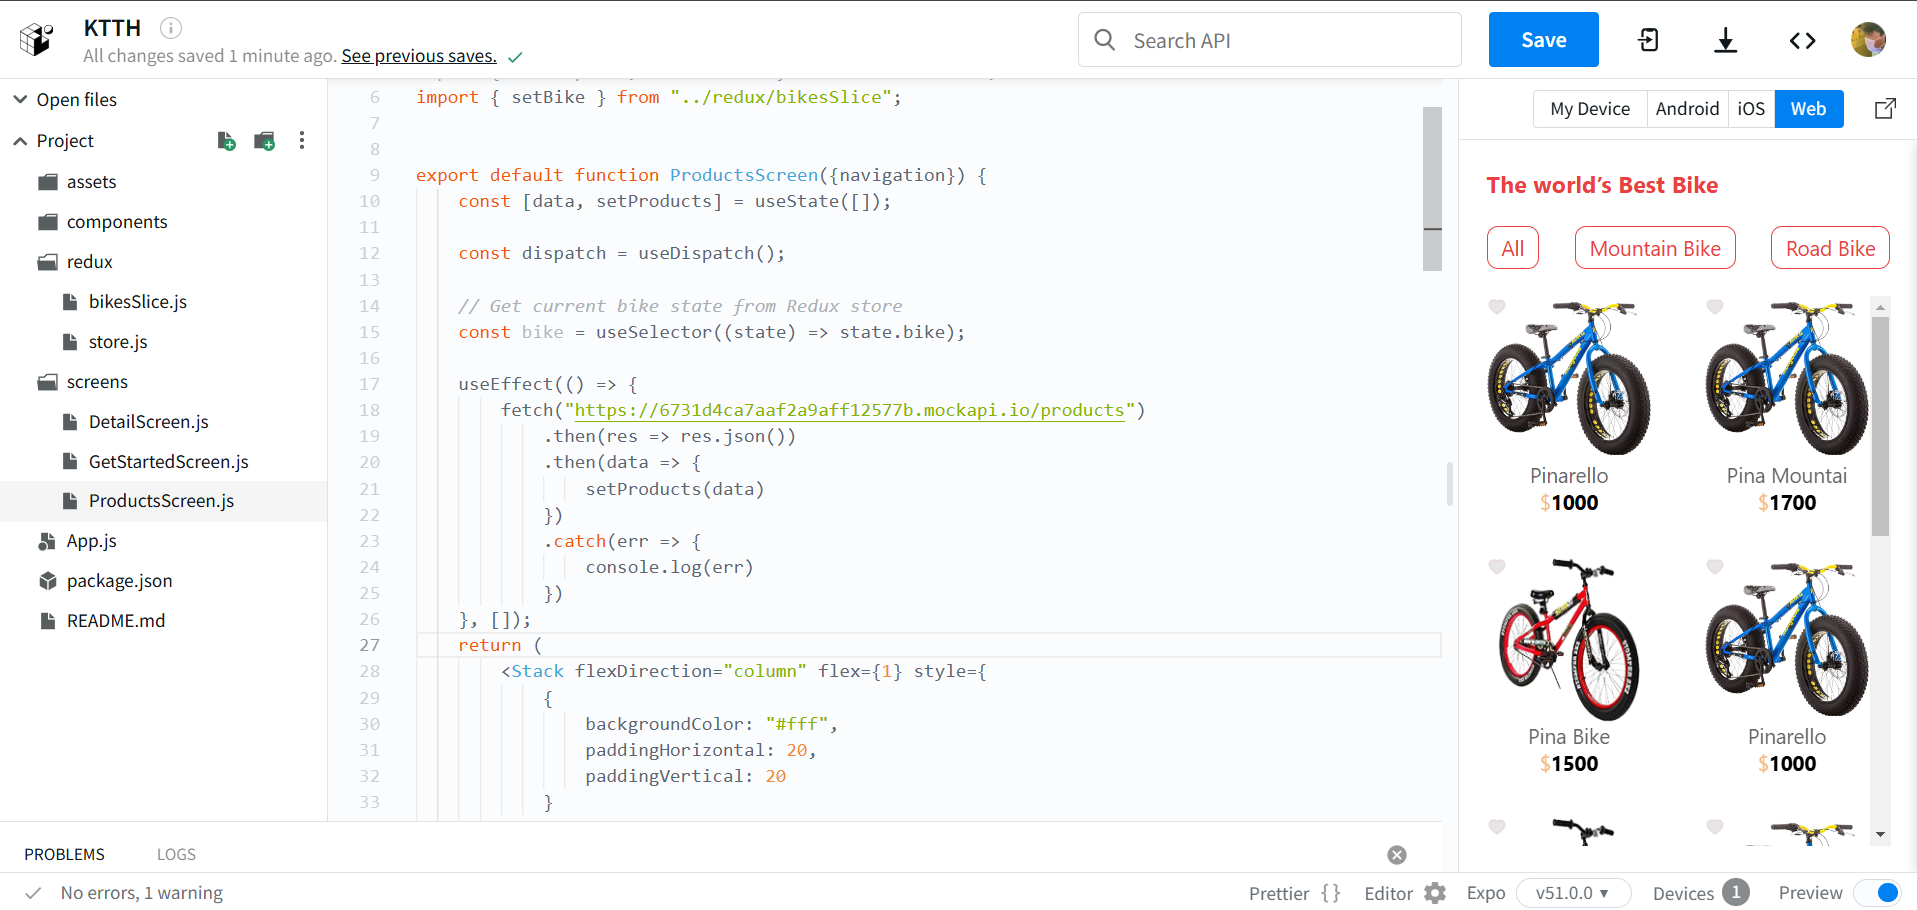 KTTH
All changes saved 1 minute ago. See previous saves.
Search API
Save
Open files
Project
assets
components
redux
bikesSlice.js
store.js
screens
DetailScreen.js
GetStartedScreen.js
ProductsScreen.js
App.js
package.json
README.md
6 import { setBike } from "../redux/bikesSlice";
7
8
9 export default function ProductsScreen({navigation}) {
10 const [data, setProducts] = useState([]);
11
12 const dispatch = useDispatch();
13
14 // Get current bike state from Redux store
15 const bike = useSelector((state) => state.bike);
16
17 useEffect(() => {
18 fetch("https://6731d4ca7aaf2a9aff12577b.mockapi.io/products")
19 .then(res => res.json())
20 .then(data => {
21 setProducts(data)
22 })
23 .catch(err => {
24 console.log(err)
25 })
26 }, []);
27 return (
28 <Stack flexDirection="column" flex={1} style={
29 {
30 backgroundColor: "#fff",
31 paddingHorizontal: 20,
32 paddingVertical: 20
33 }
My Device Android iOS Web
The world's Best Bike
All Mountain Bike Road Bike
Pinarello
$1000
Pina Mountai
$1700
Pina Bike
$1500
Pinarello
$1000
PROBLEMS LOGS
No errors, 1 warning
Prettier { } Editor Expo v51.0.0 Devices 1 Preview